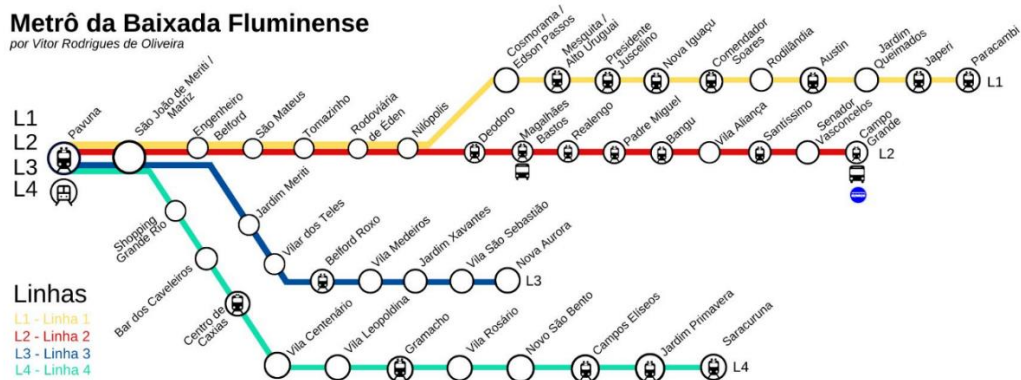 Metrô da Baixada Fluminense
por Vitor Rodrigues de Oliveira
L1
L2
L3
L4
Pavuna
São João de Meriti /
Matriz
Engenheiro
Belford
São Mateus
Tomazinho
Rodoviária
de Éden
Nilópolis
Cosmorama /
Edson Passos
Mesquita /
Alto Uruguai
Presidente
Juscelino
Nova Iguaçu
Comendador
Soares
Rodilândia
Austin
Jardim
Queimados
Japeri
Paracambi
L1
Deodoro
Magalhães
Bastos
Realengo
Padre Miguel
Bangu
Vila Aliança
Santíssimo
Senador
Vasconcelos
Campo
Grande
L2
Jardim Meriti
Vilar dos Teles
Belford Roxo
Vila Medeiros
Jardim Xavantes
Vila São Sebastião
Nova Aurora
L3
Shopping
Grande Rio
Bar dos Caveleiros
Centro de
Caxias
Vila Centenário
Vila Leopoldina
Gramacho
Vila Rosário
Novo São Bento
Campos Elíseos
Jardim Primavera
Saracuruna
L4
Linhas
L1 - Linha 1
L2 - Linha 2
L3 - Linha 3
L4 - Linha 4